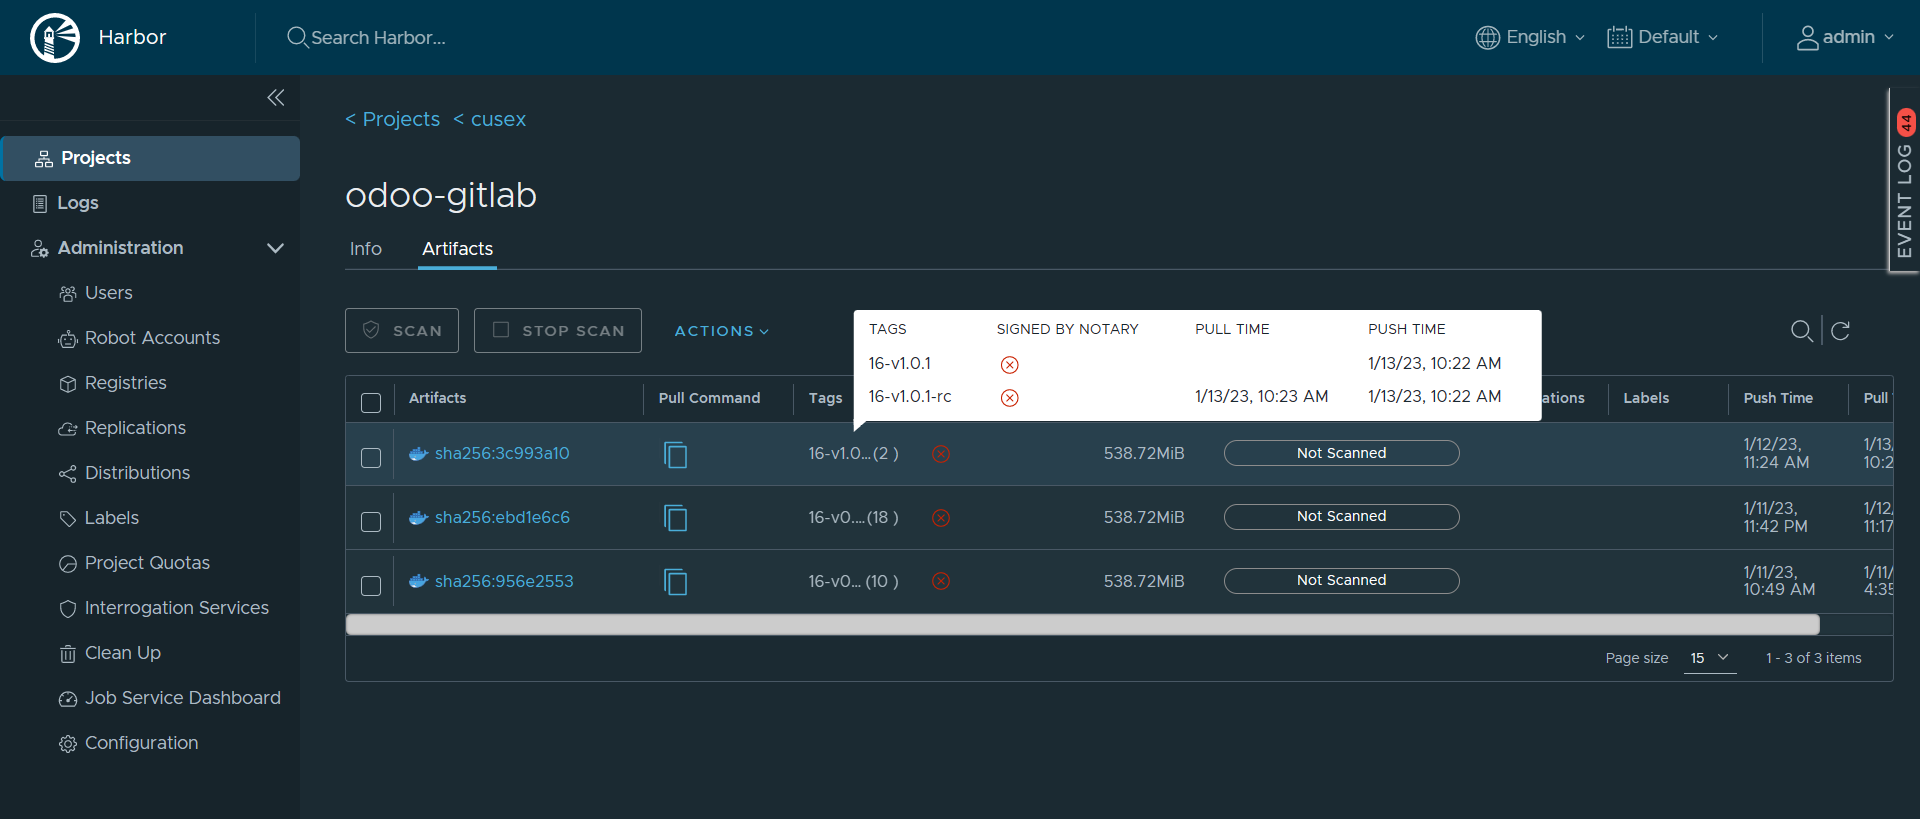 Harbor
Search Harbor...
English
Default
admin
EVENT LOG 44
< Projects < cusex
Projects
Logs
Administration
Users
Robot Accounts
Registries
Replications
Distributions
Labels
Project Quotas
Interrogation Services
Clean Up
Job Service Dashboard
Configuration
odoo-gitlab
Info Artifacts
SCAN STOP SCAN ACTIONS
TAGS SIGNED BY NOTARY PULL TIME PUSH TIME
16-v1.0.1 1/13/23, 10:22 AM
16-v1.0.1-rc 1/13/23, 10:23 AM 1/13/23, 10:22 AM
Artifacts Pull Command Tags ations Labels Push Time Pull
sha256:3c993a10 16-v1.0...(2 ) 538.72MiB Not Scanned 1/12/23, 11:24 AM 1/13, 10:2
sha256:ebd1e6c6 16-v0....(18 ) 538.72MiB Not Scanned 1/11/23, 11:42 PM 1/12, 11:17
sha256:956e2553 16-v0... (10 ) 538.72MiB Not Scanned 1/11/23, 10:49 AM 1/11/ 4:35
Page size 15 1 - 3 of 3 items